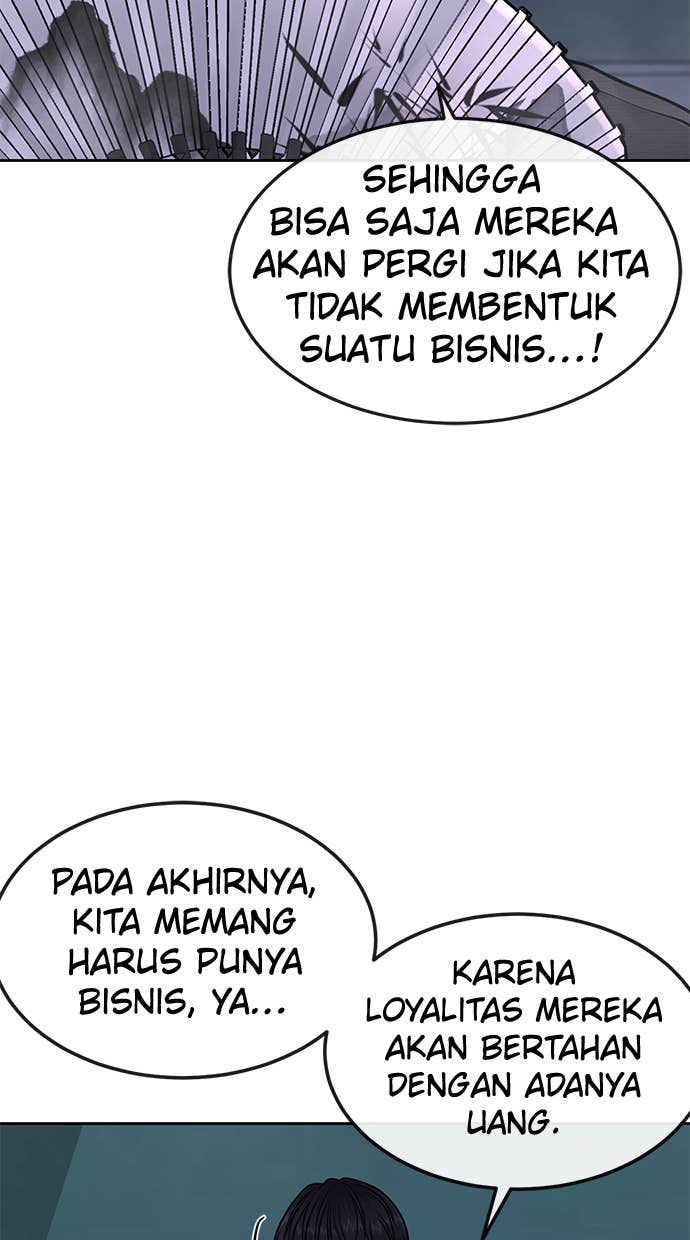 SEHINGGA
BISA SAJA MEREKA
AKAN PERGI JIKA KITA
TIDAK MEMBENTUK
SUATU BISNIS...!
PADA AKHIRNYA,
KITA MEMANG
HARUS PUNYA
BISNIS, YA...
KARENA
LOYALITAS MEREKA
AKAN BERTAHAN
DENGAN ADANYA
UANG.